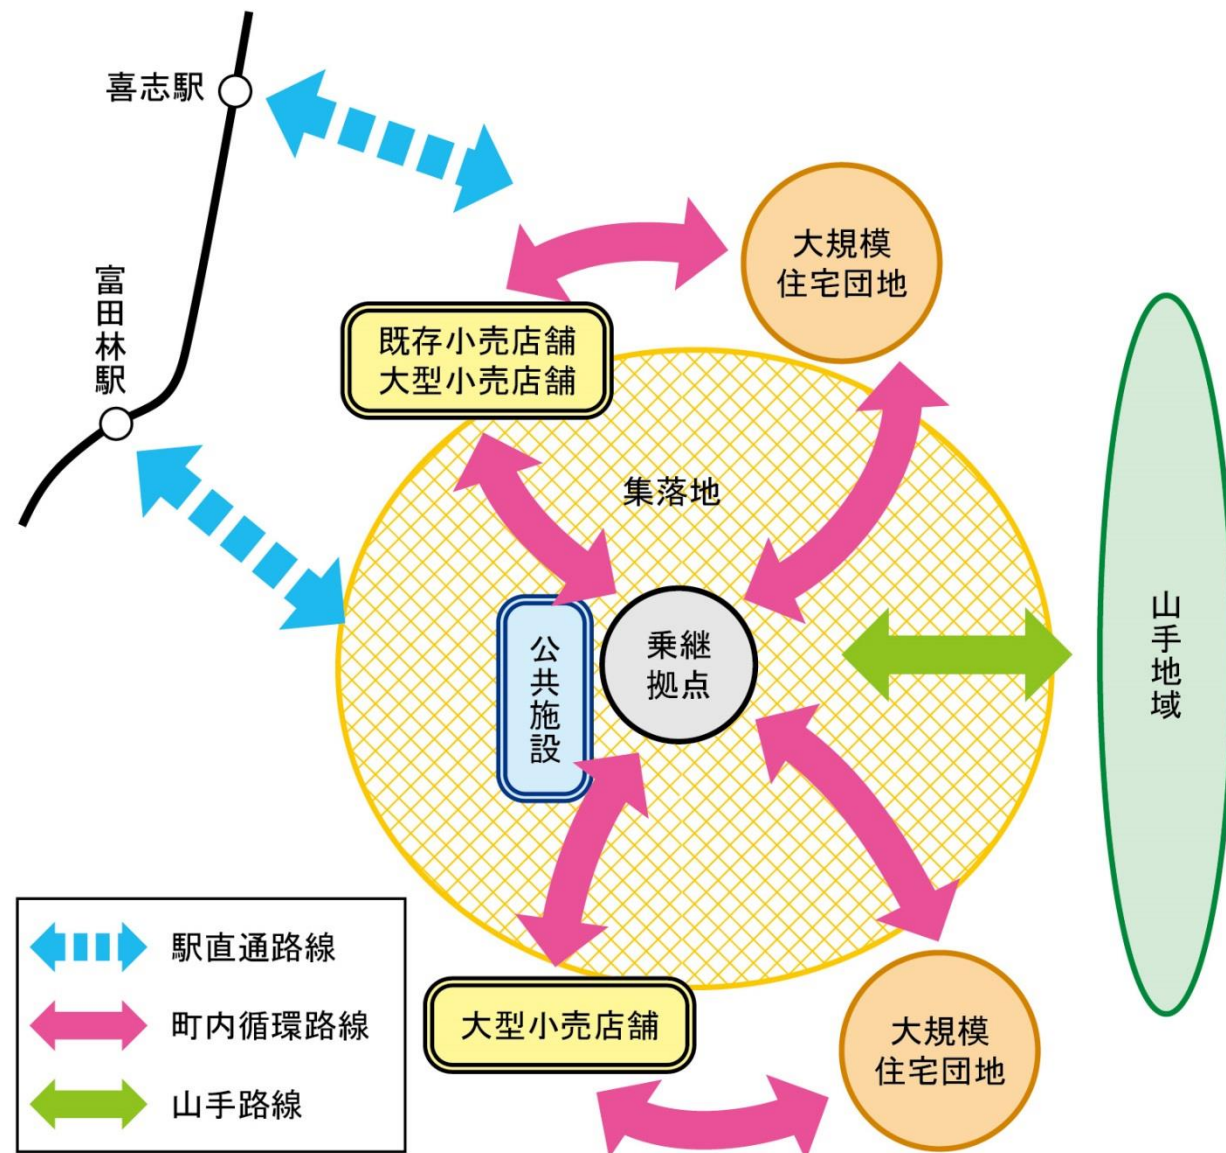 喜志駅
富田林駅
大規模
住宅団地
既存小売店舗
大型小売店舗
集落地
公共施設
乗継
拠点
山手地域
大型小売店舗
大規模
住宅団地
駅直通路線
町内循環路線
山手路線